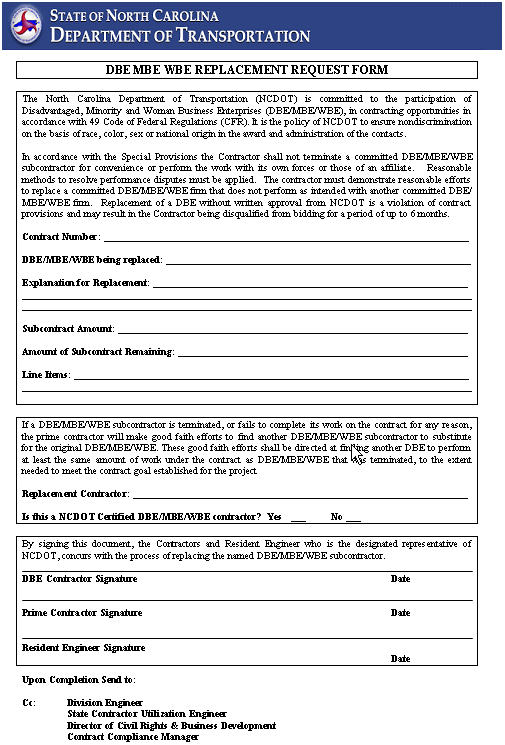 STATE OF NORTH CAROLINA
DEPARTMENT OF TRANSPORTATION
DBE MBE WBE REPLACEMENT REQUEST FORM
The North Carolina Department of Transportation (NCDOT) is committed to the participation of
Disadvantaged, Minority and Woman Business Enterprises (DBE/MBE/WBE), in contracting opportunities in
accordance with 49 Code of Federal Regulations (CFR). It is the policy of NCDOT to ensure nondiscrimination
on the basis of race, color, sex or national origin in the award and administration of the contacts.
In accordance with the Special Provisions the Contractor shall not terminate a committed DBE/MBE/WBE
subcontractor for convenience or perform the work with its own forces or those of an affiliate. Reasonable
methods to resolve performance disputes must be applied. The contractor must demonstrate reasonable efforts
to replace a committed DBE/MBE/WBE firm that does not perform as intended with another committed DBE/
MBE/WBE firm. Replacement of a DBE without written approval from NCDOT is a violation of contract
provisions and may result in the Contractor being disqualified from bidding for a period of up to 6 months.
Contract Number:
DBE/MBE/WBE being replaced:
Explanation for Replacement:
Subcontract Amount:
Amount of Subcontract Remaining:
Line Items:
If a DBE/MBE/WBE subcontractor is terminated, or fails to complete its work on the contract for any reason,
the prime contractor will make good faith efforts to find another DBE/MBE/WBE subcontractor to substitute
for the original DBE/MBE/WBE. These good faith efforts shall be directed at finding another DBE to perform
at least the same amount of work under the contract as DBE/MBE/WBE that was terminated, to the extent
needed to meet the contract goal established for the project
Replacement Contractor:
Is this a NCDOT Certified DBE/MBE/WBE contractor? Yes ___ No ___
By signing this document, the Contractors and Resident Engineer who is the designated representative of
NCDOT, concurs with the process of replacing the named DBE/MBE/WBE subcontractor.
DBE Contractor Signature Date
Prime Contractor Signature Date
Resident Engineer Signature
Date
Upon Completion Send to:
Cc: Division Engineer
State Contractor Utilization Engineer
Director of Civil Rights & Business Development
Contract Compliance Manager